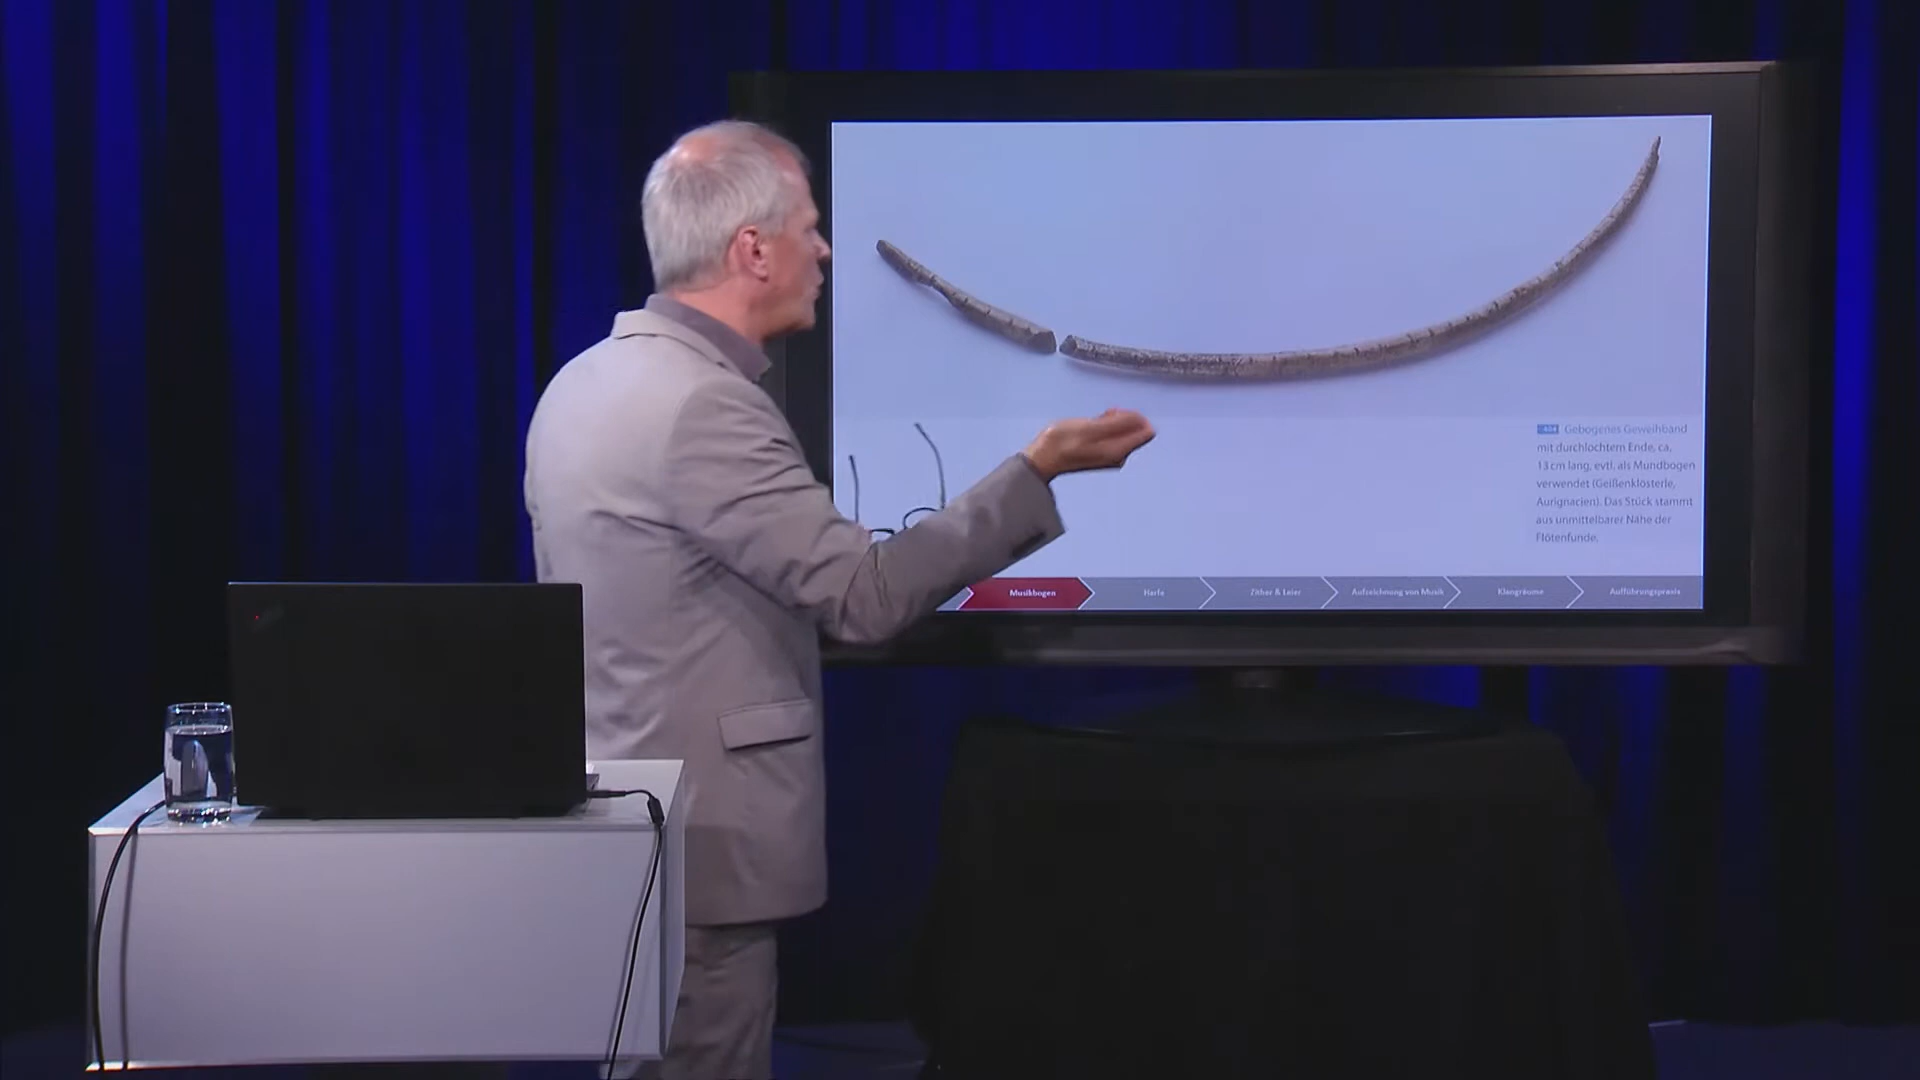 Gebogenes Geweihband
mit durchlochtem Ende, ca.
13 cm lang, evtl. als Mundbogen
verwendet (Geißenklösterle,
Aurignacien). Das Stück stammt
aus unmittelbarer Nähe der
Flötenfunde.
Musikbogen
Harfe
Zither & Leier
Aufzeichnung von Musik
Klangräume
Aufführungspraxis